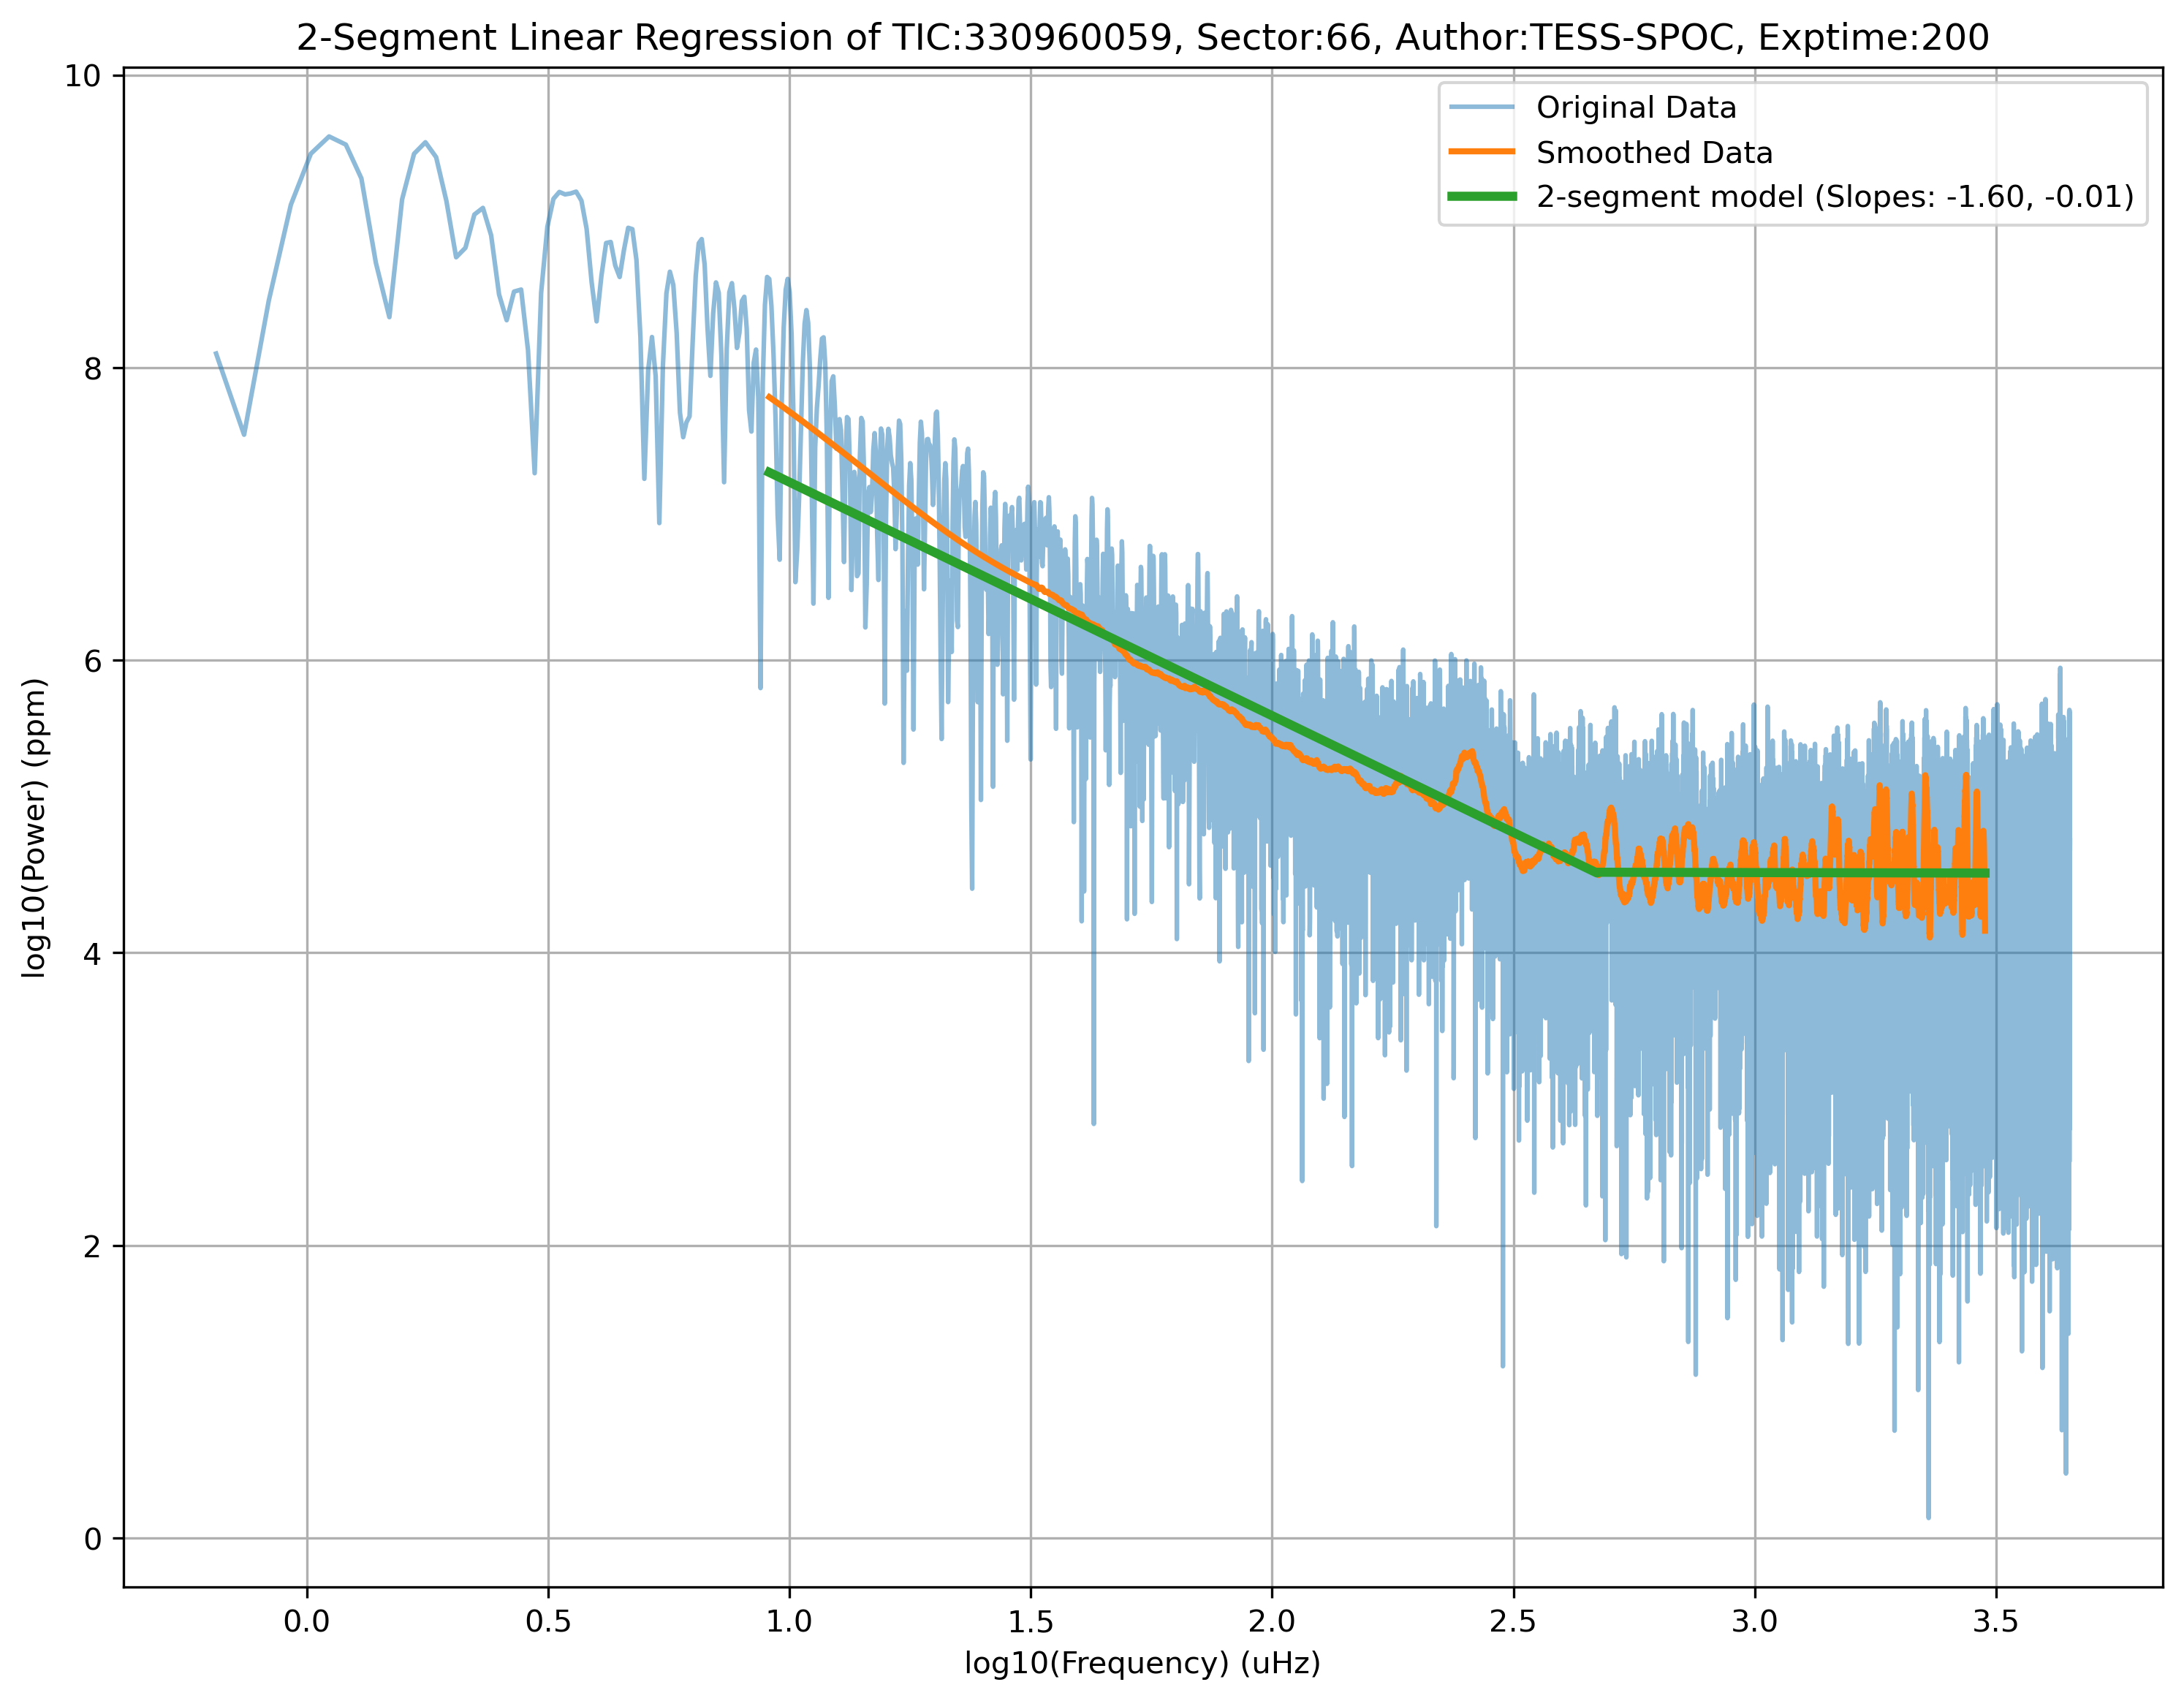 2-Segment Linear Regression of TIC:330960059, Sector:66, Author:TESS-SPOC, Exptime:200
Original Data
Smoothed Data
2-segment model (Slopes: -1.60, -0.01)
log10(Power) (ppm)
10
8
6
4
2
0
0.0 0.5 1.0 1.5 2.0 2.5 3.0 3.5
log10(Frequency) (uHz)